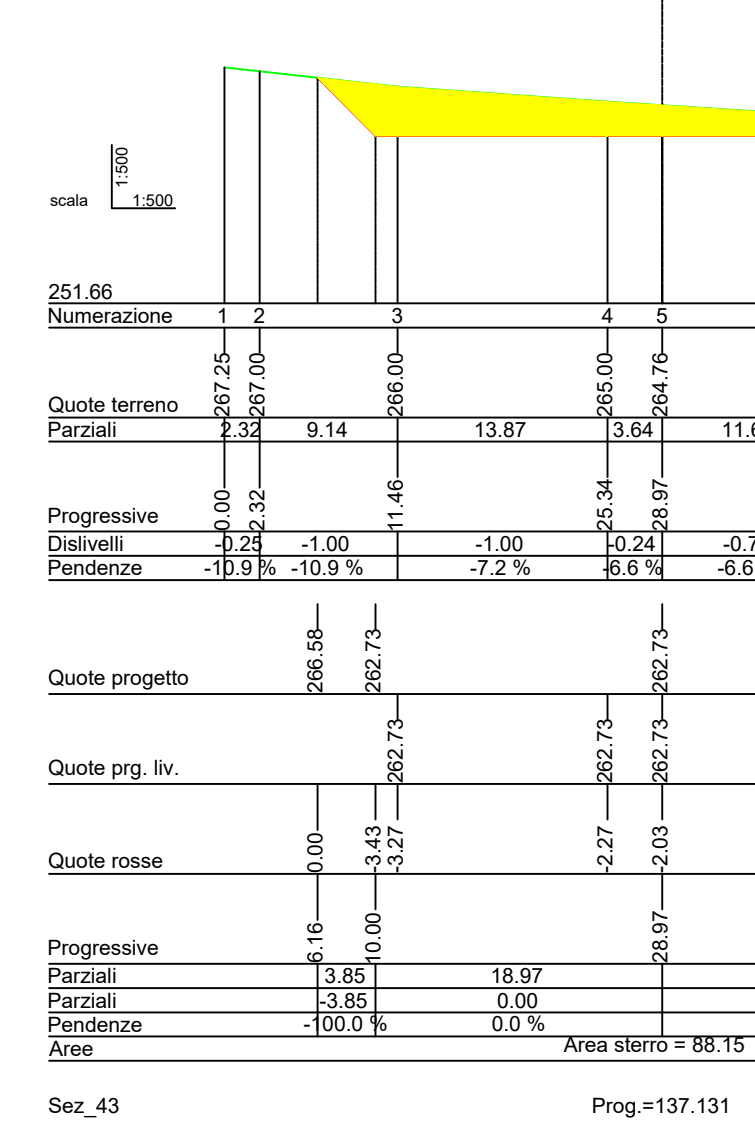 1:500
scala 1:500
251.66
Numerazione 1 2 3 4 5
Quote terreno 267.25 267.00 266.00 265.00 264.76
Parziali 2.32 9.14 13.87 3.64
Progressive 0.00 2.32 11.46 25.34 28.97
Dislivelli -0.25 -1.00 -1.00 -0.24 -0.7
Pendenze -10.9 % -10.9 % -7.2 % -6.6 % -6.6
Quote progetto 266.58 262.73 262.73
Quote prg. liv. 262.73 262.73 262.73
Quote rosse 0.00 -3.43 -3.27 -2.27 -2.03
Progressive 6.16 10.00 28.97
Parziali 3.85 18.97
Parziali -3.85 0.00
Pendenze -100.0 % 0.0 %
Aree Area sterro = 88.15
Sez_43 Prog.=137.131